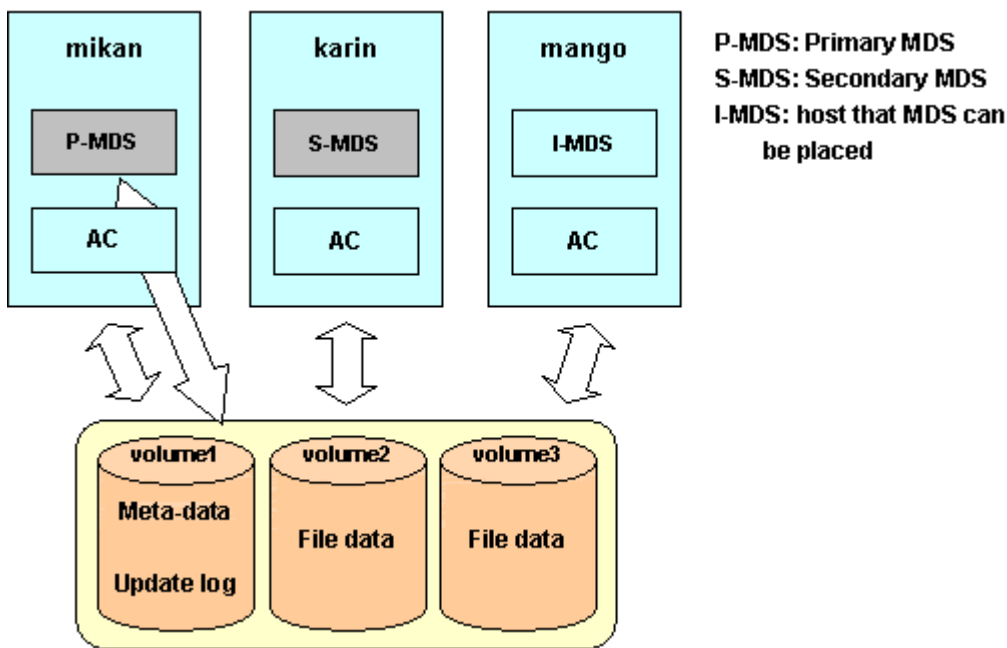 mikan
P-MDS
AC
karin
S-MDS
AC
mango
I-MDS
AC
P-MDS: Primary MDS
S-MDS: Secondary MDS
I-MDS: host that MDS can
be placed
volume1
Meta-data
Update log
volume2
File data
volume3
File data